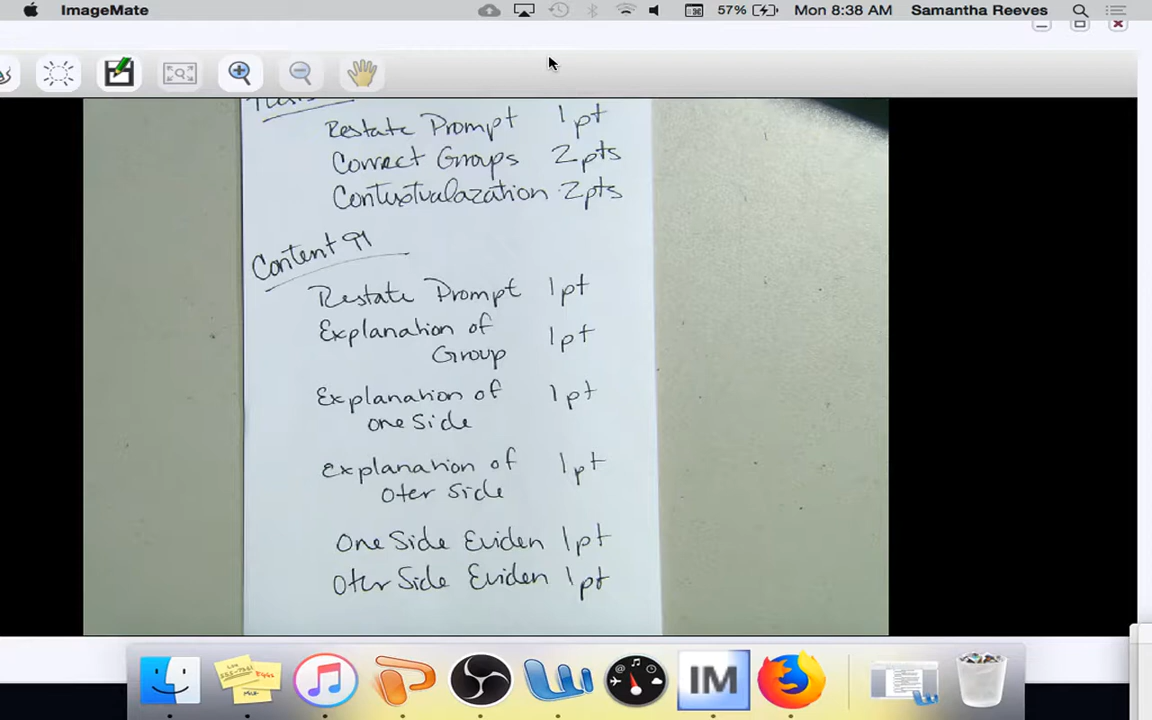 ImageMate
57%
Mon 8:38 AM
Samantha Reeves
Restate Prompt 1pt
Correct Groups 2pts
Contextualazation 2pts
Content
Restate Prompt 1pt
Explanation of
Group 1pt
Explanation of
one Side 1pt
Explanation of
Oter Side 1pt
One Side Eviden 1pt
Oter Side Eviden 1pt
IM